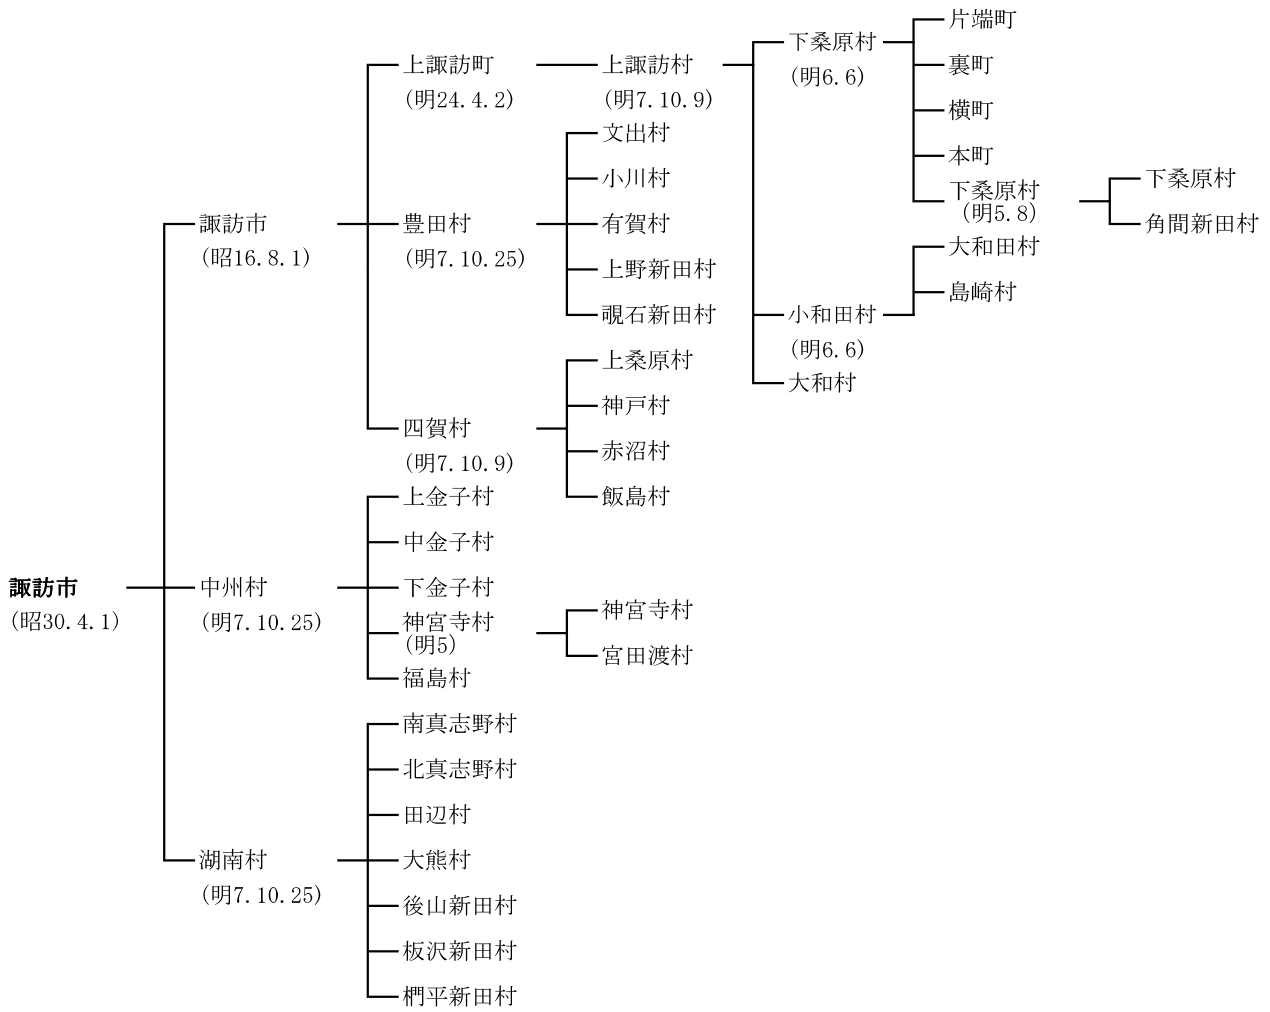 片端町
下桑原村
(明6.6)
上諏訪町
(明24.4.2)
上諏訪村
(明7.10.9)
裏町
横町
文出村
本町
小川村
下桑原村
(明5.8)
下桑原村
諏訪市
(昭16.8.1)
豊田村
(明7.10.25)
有賀村
角間新田村
大和田村
上野新田村
島崎村
覗石新田村
小和田村
(明6.6)
上桑原村
大和村
神戸村
四賀村
(明7.10.9)
赤沼村
上金子村
飯島村
中金子村
諏訪市
(昭30.4.1)
中州村
(明7.10.25)
下金子村
神宮寺村
(明5)
神宮寺村
宮田渡村
福島村
南真志野村
北真志野村
田辺村
湖南村
(明7.10.25)
大熊村
後山新田村
板沢新田村
椚平新田村